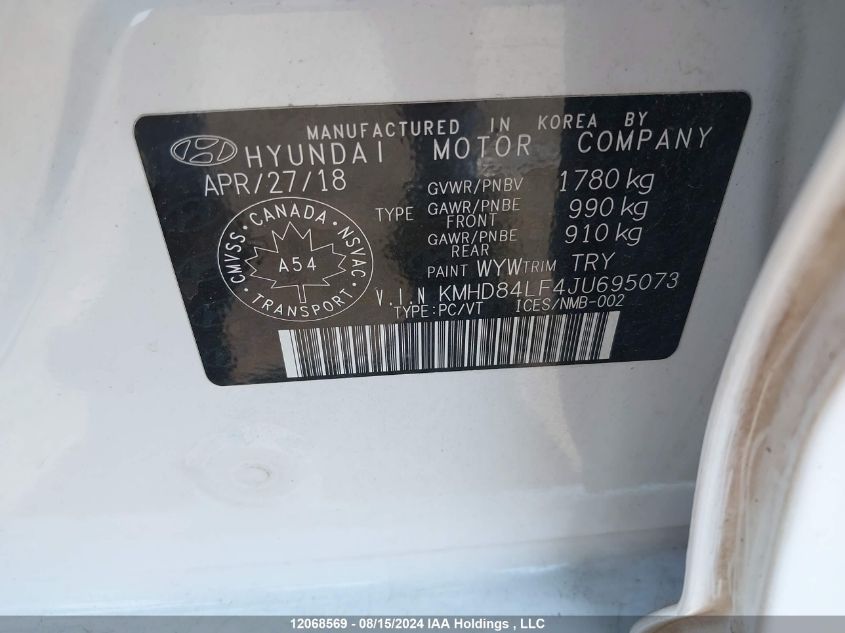 MANUFACTURED IN KOREA BY
HYUNDAI MOTOR COMPANY
APR/27/18
GVWR/PNBV 1780 kg
TYPE GAWR/PNBE FRONT 990 kg
GAWR/PNBE REAR 910 kg
PAINT WYW TRIM TRY
V.I.N KMHD84LF4JU695073
TYPE:PC/VT ICES/NMB-002
CMVSS · CANADA · NSVAC · TRANSPORT ·
A54
12068569 - 08/15/2024 IAA Holdings , LLC